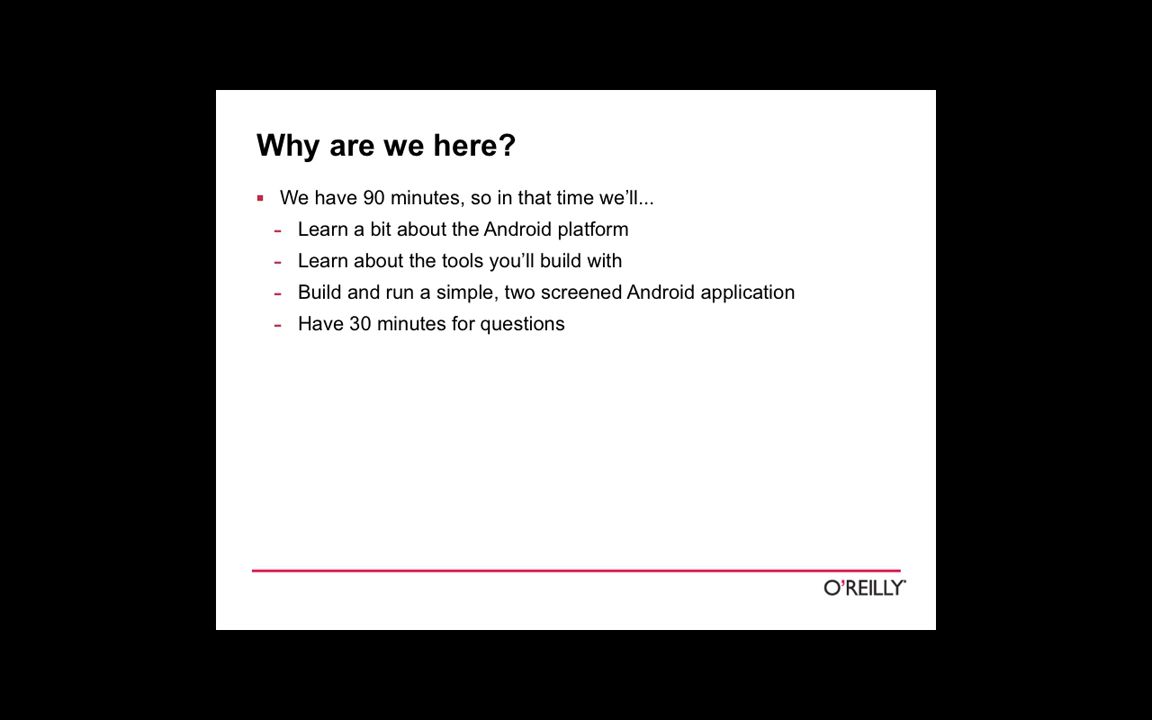 Why are we here?
We have 90 minutes, so in that time we’ll...
- Learn a bit about the Android platform
- Learn about the tools you’ll build with
- Build and run a simple, two screened Android application
- Have 30 minutes for questions
O’REILLY